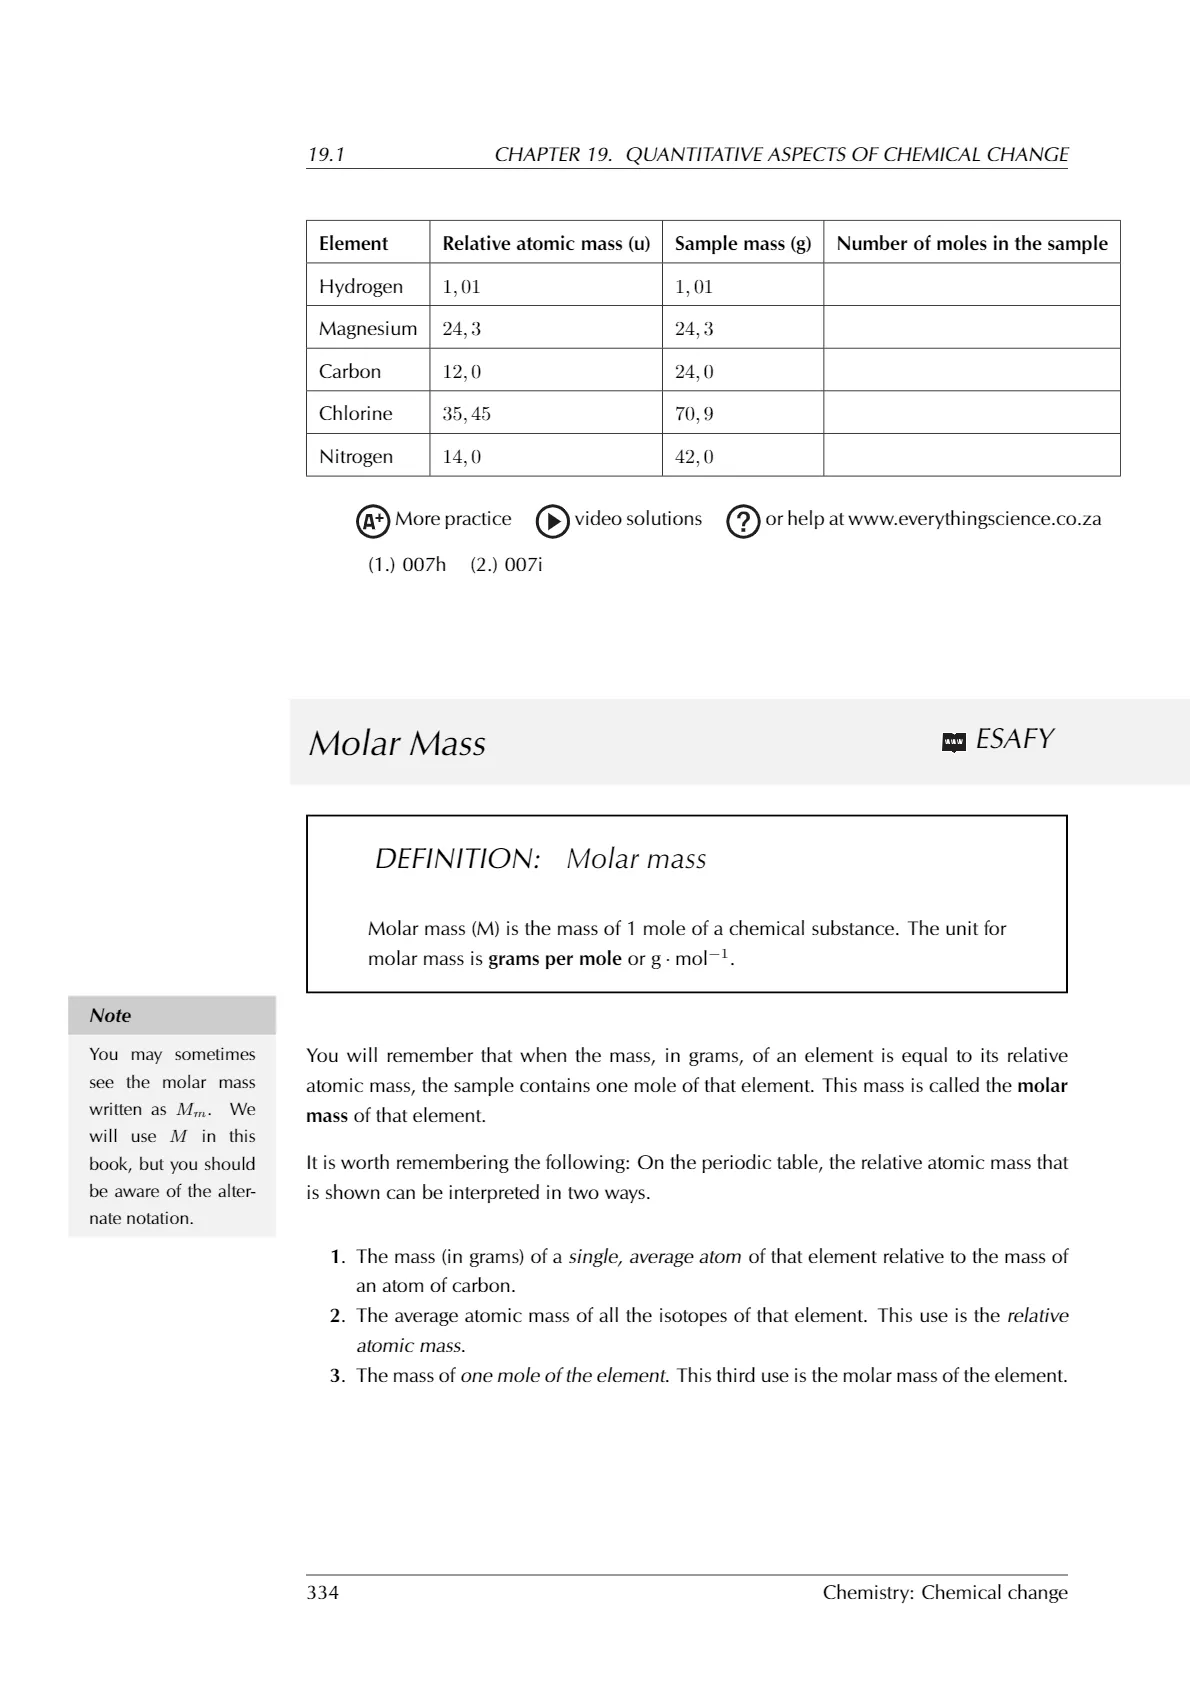 19.1 CHAPTER 19. QUANTITATIVE ASPECTS OF CHEMICAL CHANGE
Element Relative atomic mass (u) Sample mass (g) Number of moles in the sample
Hydrogen 1, 01 1, 01
Magnesium 24, 3 24, 3
Carbon 12, 0 24, 0
Chlorine 35, 45 70, 9
Nitrogen 14, 0 42, 0
A+ More practice video solutions ? or help at www.everythingscience.co.za
(1.) 007h (2.) 007i
Molar Mass www ESAFY
DEFINITION: Molar mass
Molar mass (M) is the mass of 1 mole of a chemical substance. The unit for
molar mass is grams per mole or g · mol⁻¹.
Note
You may sometimes
see the molar mass
written as Mₘ. We
will use M in this
book, but you should
be aware of the alter-
nate notation.
You will remember that when the mass, in grams, of an element is equal to its relative
atomic mass, the sample contains one mole of that element. This mass is called the molar
mass of that element.
It is worth remembering the following: On the periodic table, the relative atomic mass that
is shown can be interpreted in two ways.
1. The mass (in grams) of a single, average atom of that element relative to the mass of
an atom of carbon.
2. The average atomic mass of all the isotopes of that element. This use is the relative
atomic mass.
3. The mass of one mole of the element. This third use is the molar mass of the element.
334 Chemistry: Chemical change